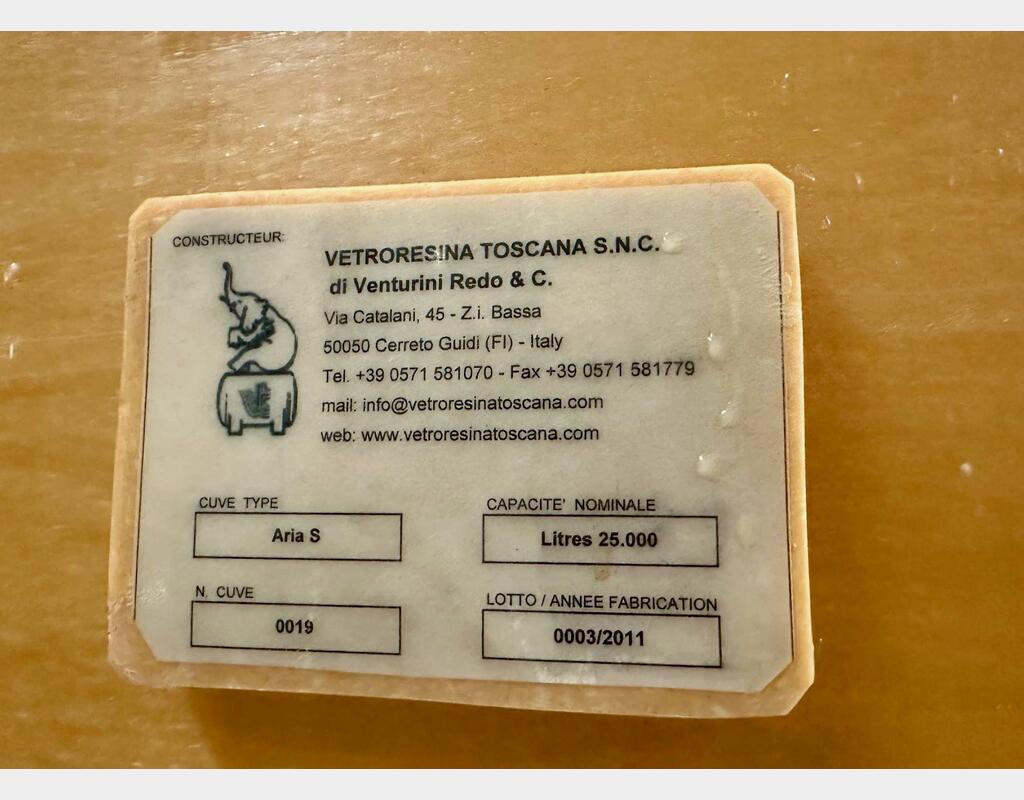 CONSTRUCTEUR:
VETRORESINA TOSCANA S.N.C.
di Venturini Redo & C.
Via Catalani, 45 - Z.i. Bassa
50050 Cerreto Guidi (FI) - Italy
Tel. +39 0571 581070 - Fax +39 0571 581779
mail: info@vetroresinatoscana.com
web: www.vetroresinatoscana.com
CUVE TYPE
Aria S
CAPACITE' NOMINALE
Litres 25.000
N. CUVE
0019
LOTTO / ANNEE FABRICATION
0003/2011